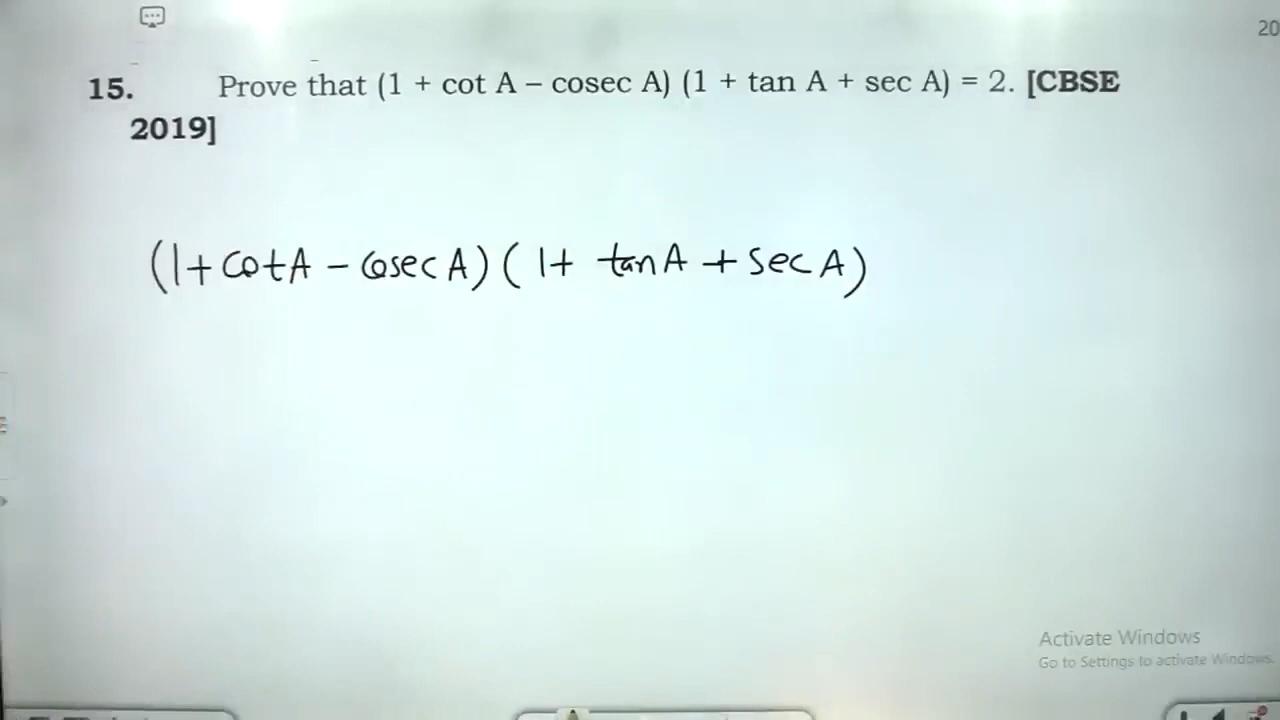 20
15. Prove that (1 + cot A – cosec A) (1 + tan A + sec A) = 2. [CBSE
2019]
(1+cotA – cosec A) ( 1+ tanA + sec A)
Activate Windows
Go to Settings to activate Windows.